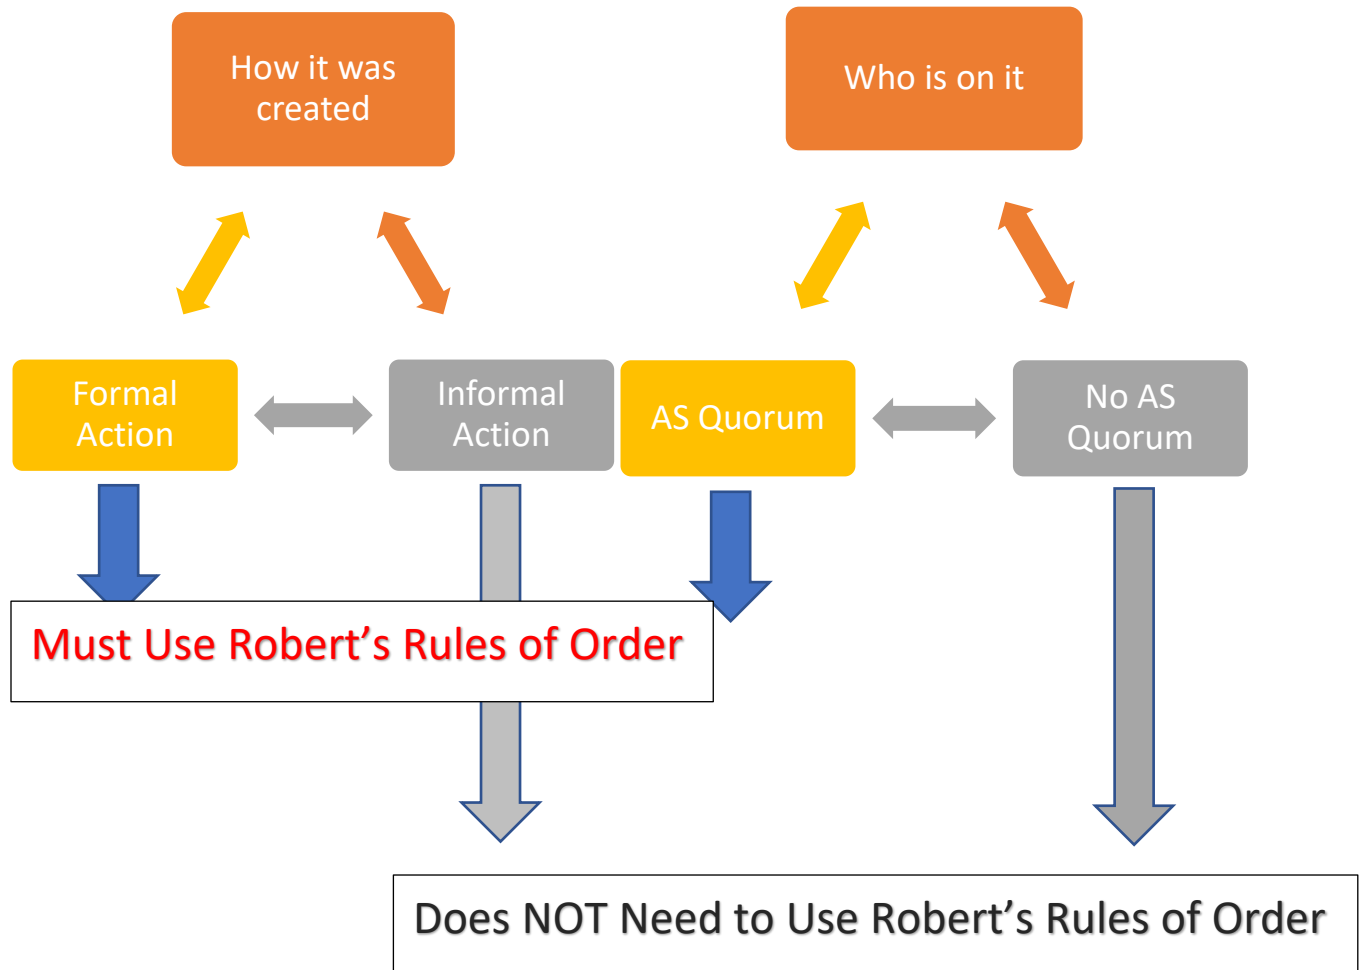 How it was
created
Who is on it
Formal
Action
Informal
Action
AS Quorum
No AS
Quorum
Must Use Robert’s Rules of Order
Does NOT Need to Use Robert’s Rules of Order